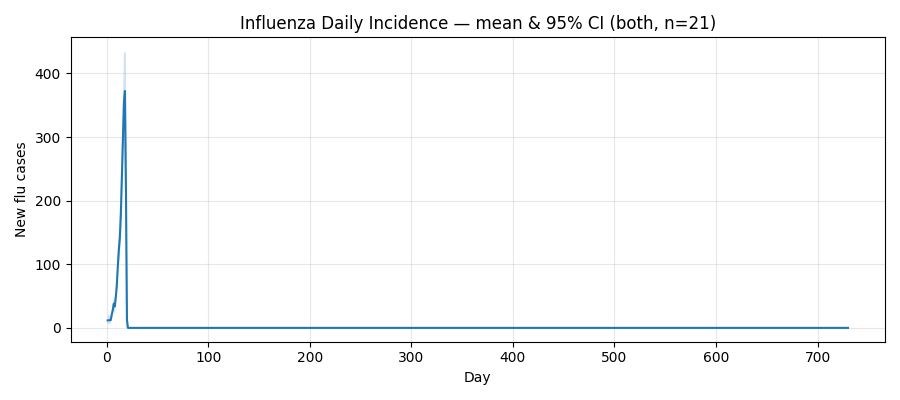 Influenza Daily Incidence — mean & 95% CI (both, n=21)
New flu cases
400
300
200
100
0
0 100 200 300 400 500 600 700
Day